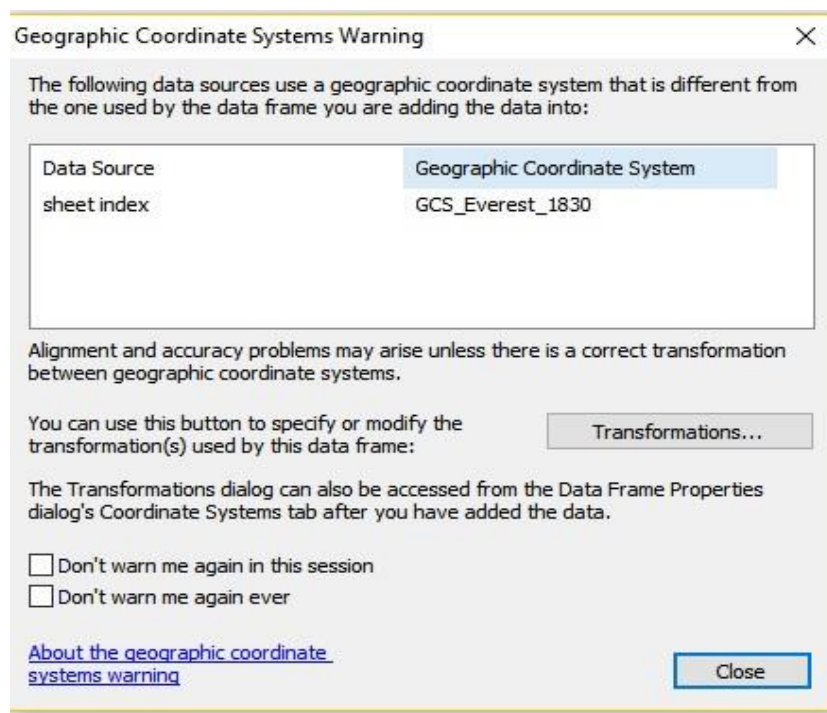 Geographic Coordinate Systems Warning
The following data sources use a geographic coordinate system that is different from
the one used by the data frame you are adding the data into:
Data Source Geographic Coordinate System
sheet index GCS_Everest_1830
Alignment and accuracy problems may arise unless there is a correct transformation
between geographic coordinate systems.
You can use this button to specify or modify the
transformation(s) used by this data frame:
Transformations...
The Transformations dialog can also be accessed from the Data Frame Properties
dialog's Coordinate Systems tab after you have added the data.
Don't warn me again in this session
Don't warn me again ever
About the geographic coordinate
systems warning
Close